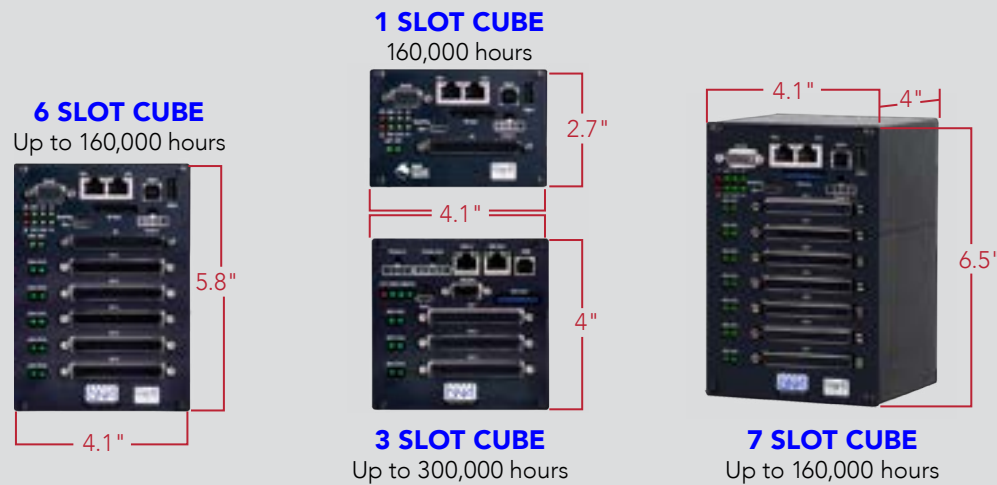 1 SLOT CUBE
160,000 hours
2.7"
4.1"
6 SLOT CUBE
Up to 160,000 hours
5.8"
4.1"
4"
3 SLOT CUBE
Up to 300,000 hours
4.1"
4"
6.5"
7 SLOT CUBE
Up to 160,000 hours